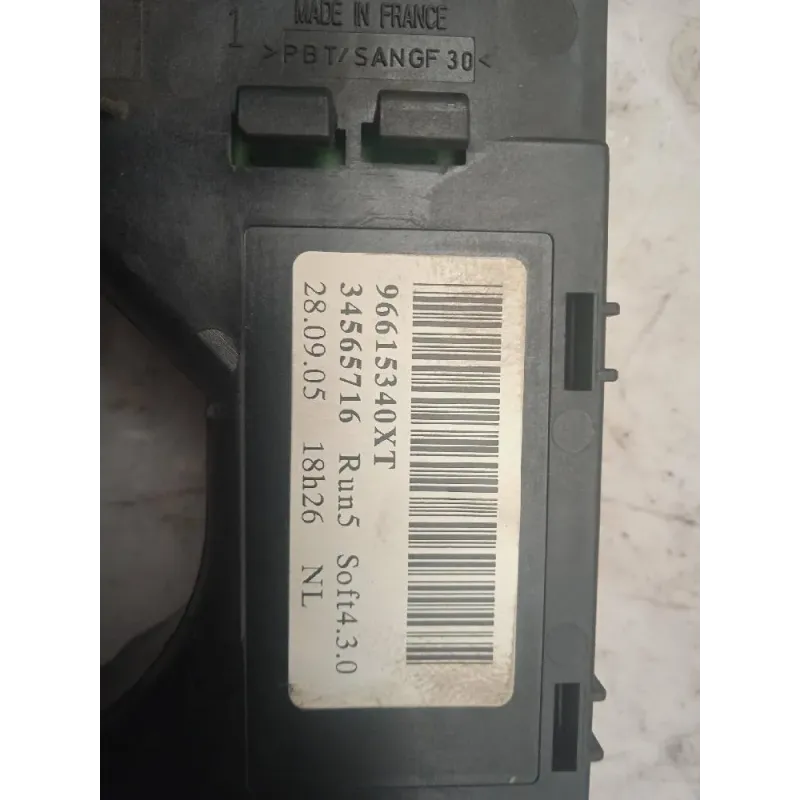 MADE IN FRANCE
1
>PBT/SANGF30<
96615340XT
34565716 Run5 Soft4.3.0
28.09.05 18h26 NL